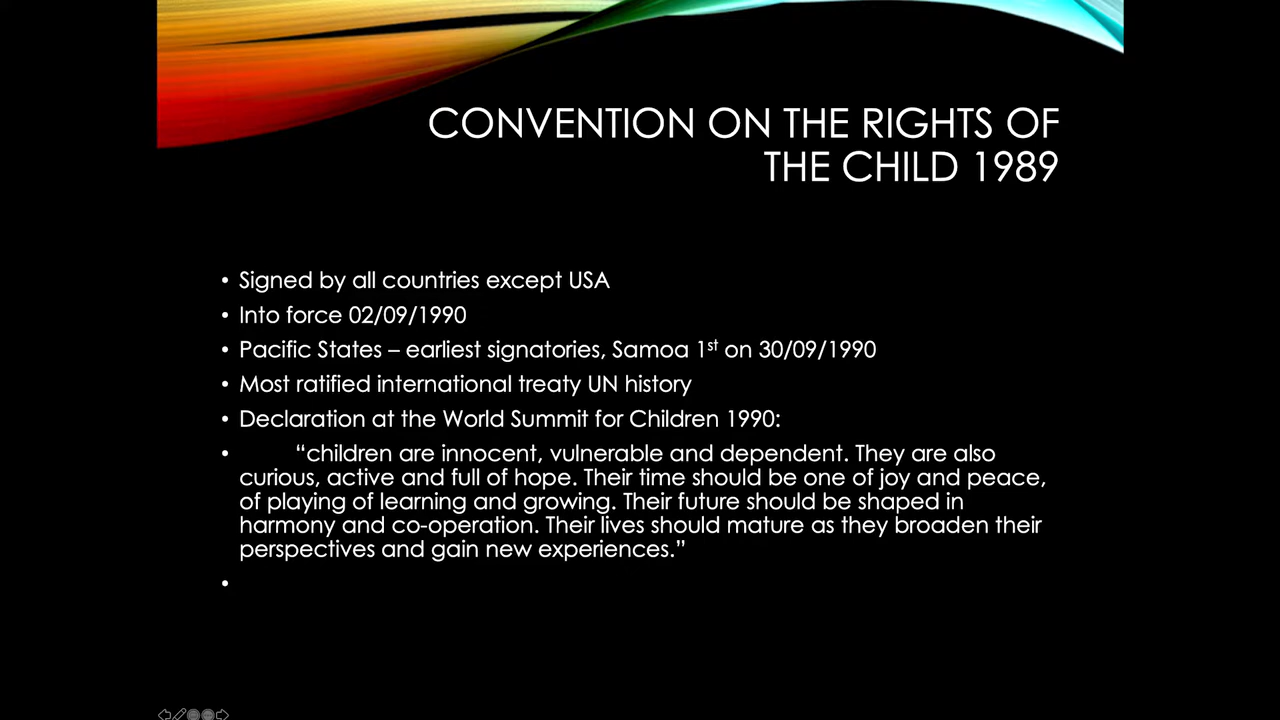 CONVENTION ON THE RIGHTS OF
THE CHILD 1989
• Signed by all countries except USA
• Into force 02/09/1990
• Pacific States – earliest signatories, Samoa 1st on 30/09/1990
• Most ratified international treaty UN history
• Declaration at the World Summit for Children 1990:
• “children are innocent, vulnerable and dependent. They are also
curious, active and full of hope. Their time should be one of joy and peace,
of playing of learning and growing. Their future should be shaped in
harmony and co-operation. Their lives should mature as they broaden their
perspectives and gain new experiences.”
•